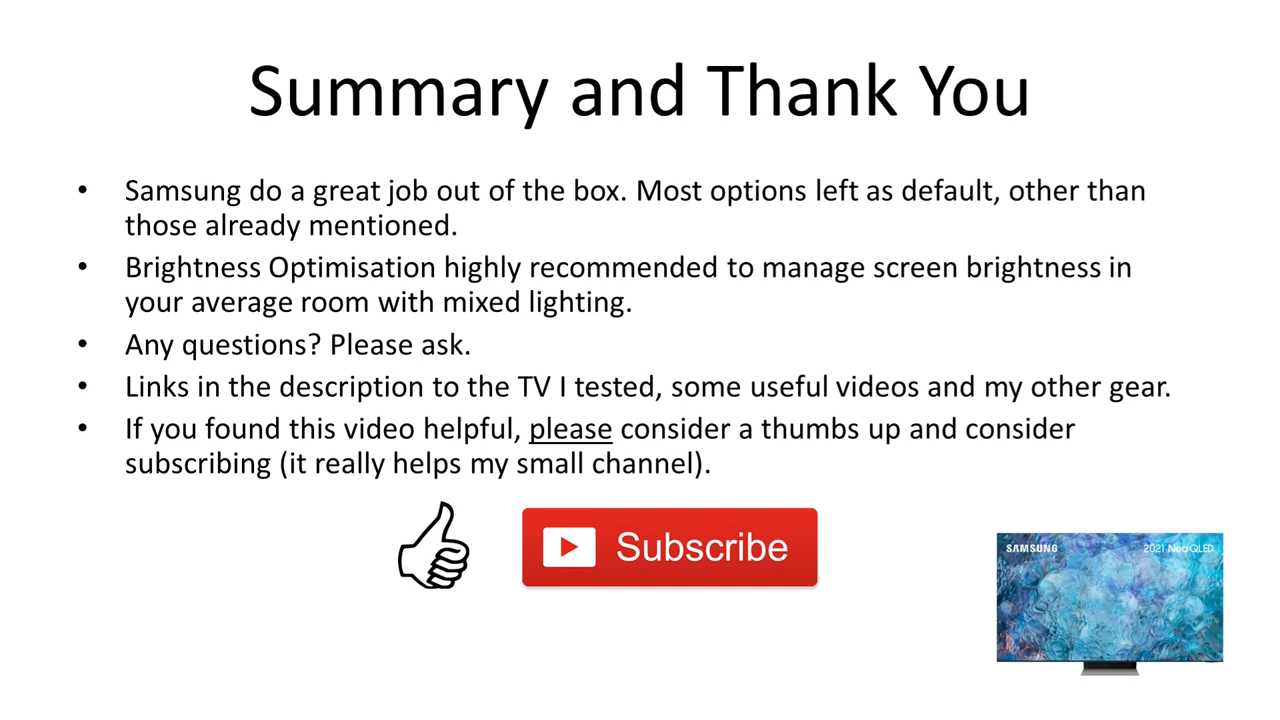 Summary and Thank You
• Samsung do a great job out of the box. Most options left as default, other than
those already mentioned.
• Brightness Optimisation highly recommended to manage screen brightness in
your average room with mixed lighting.
• Any questions? Please ask.
• Links in the description to the TV I tested, some useful videos and my other gear.
• If you found this video helpful, please consider a thumbs up and consider
subscribing (it really helps my small channel).
Subscribe
SAMSUNG
2021 Neo QLED